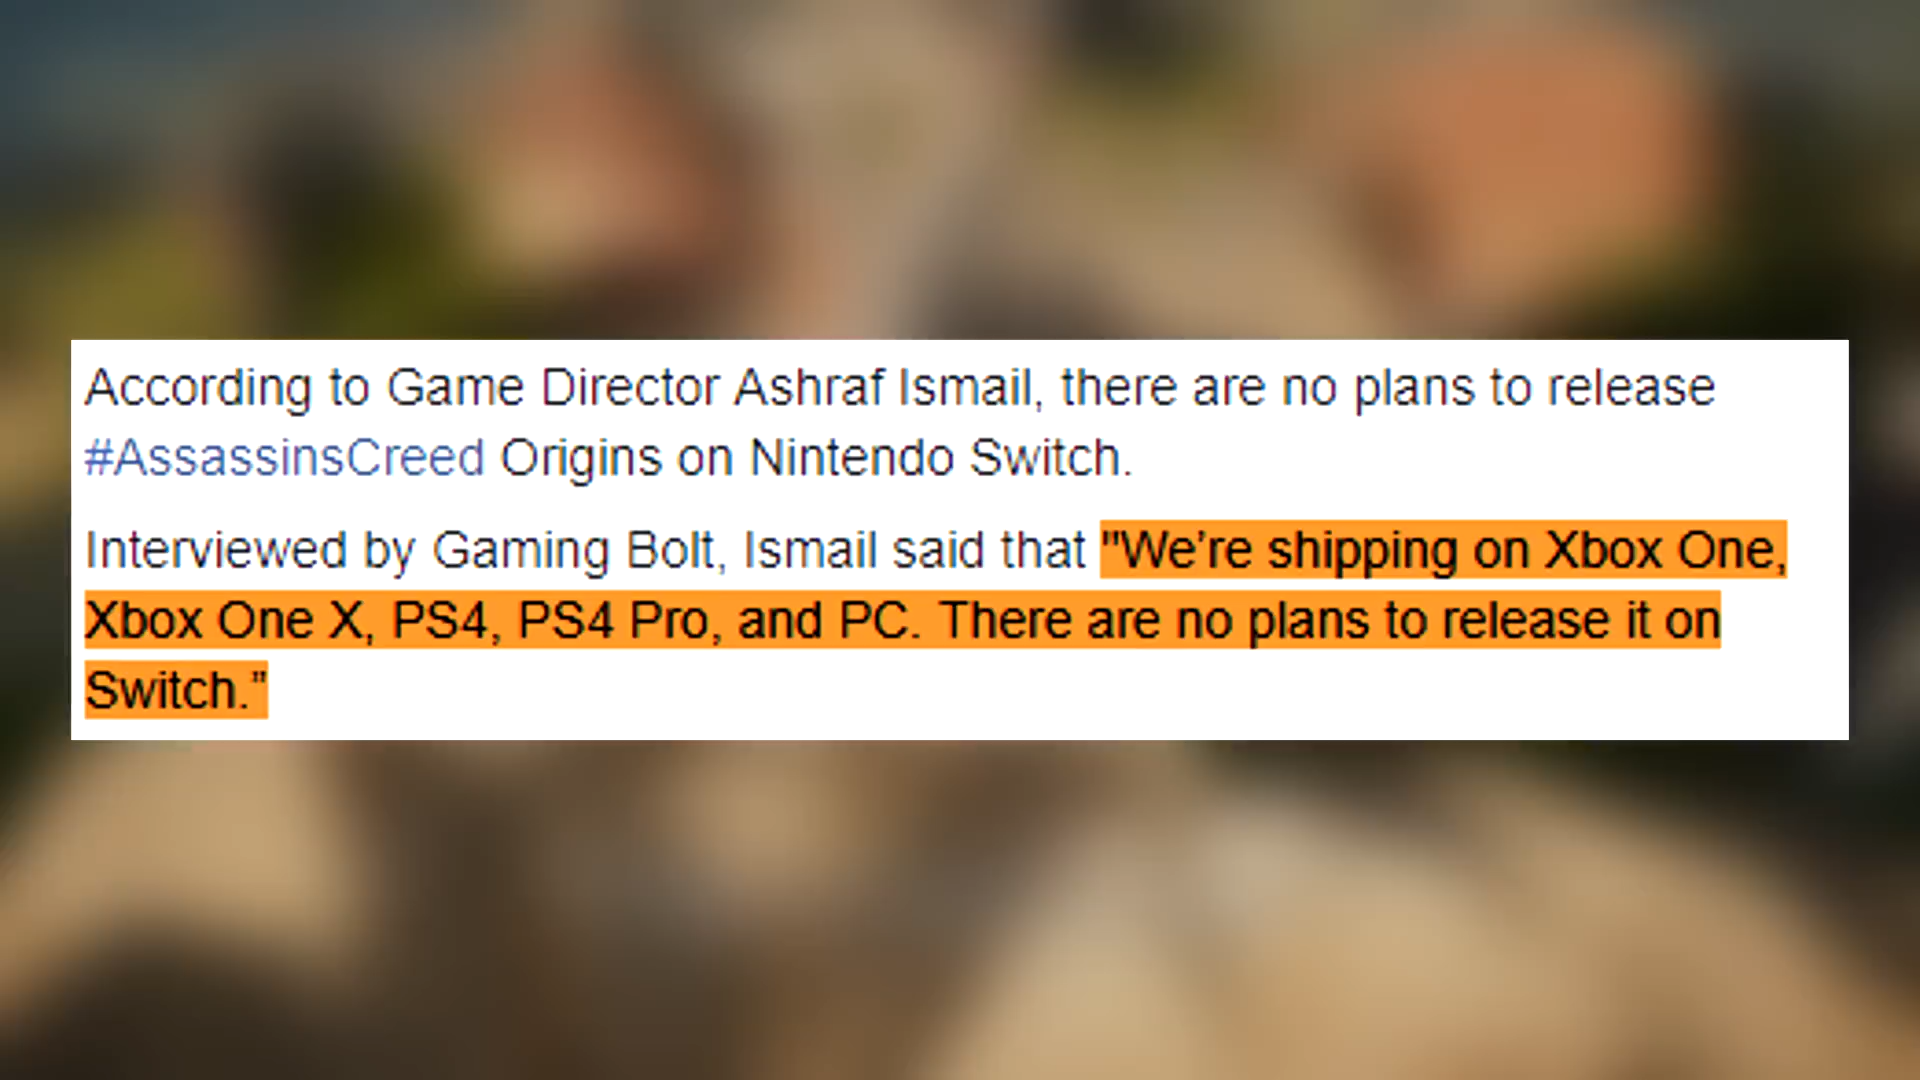 According to Game Director Ashraf Ismail, there are no plans to release
#AssassinsCreed Origins on Nintendo Switch.
Interviewed by Gaming Bolt, Ismail said that "We're shipping on Xbox One,
Xbox One X, PS4, PS4 Pro, and PC. There are no plans to release it on
Switch."